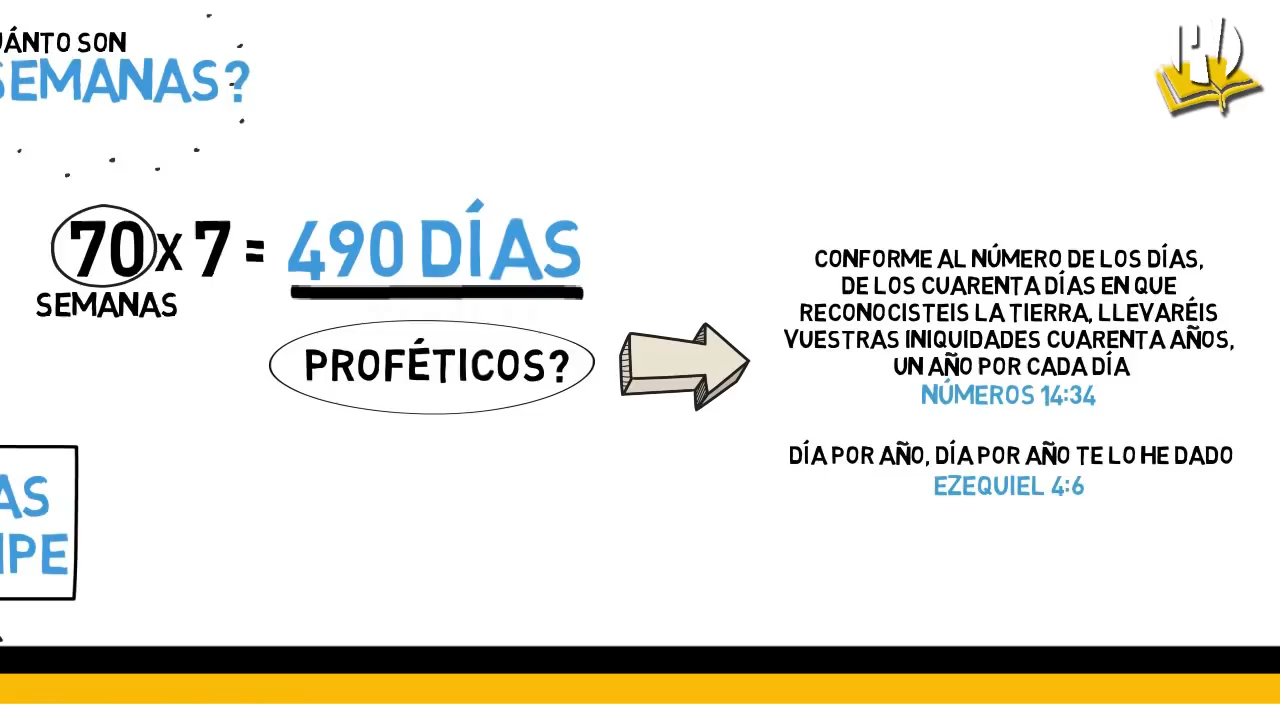 UÁNTO SON
SEMANAS?
70 X 7 = 490 DÍAS
SEMANAS
PROFÉTICOS?
CONFORME AL NÚMERO DE LOS DÍAS,
DE LOS CUARENTA DÍAS EN QUE
RECONOCISTEIS LA TIERRA, LLEVARÉIS
VUESTRAS INIQUIDADES CUARENTA AÑOS,
UN AÑO POR CADA DÍA
NÚMEROS 14:34
DÍA POR AÑO, DÍA POR AÑO TE LO HE DADO
EZEQUIEL 4:6
AS
IPE